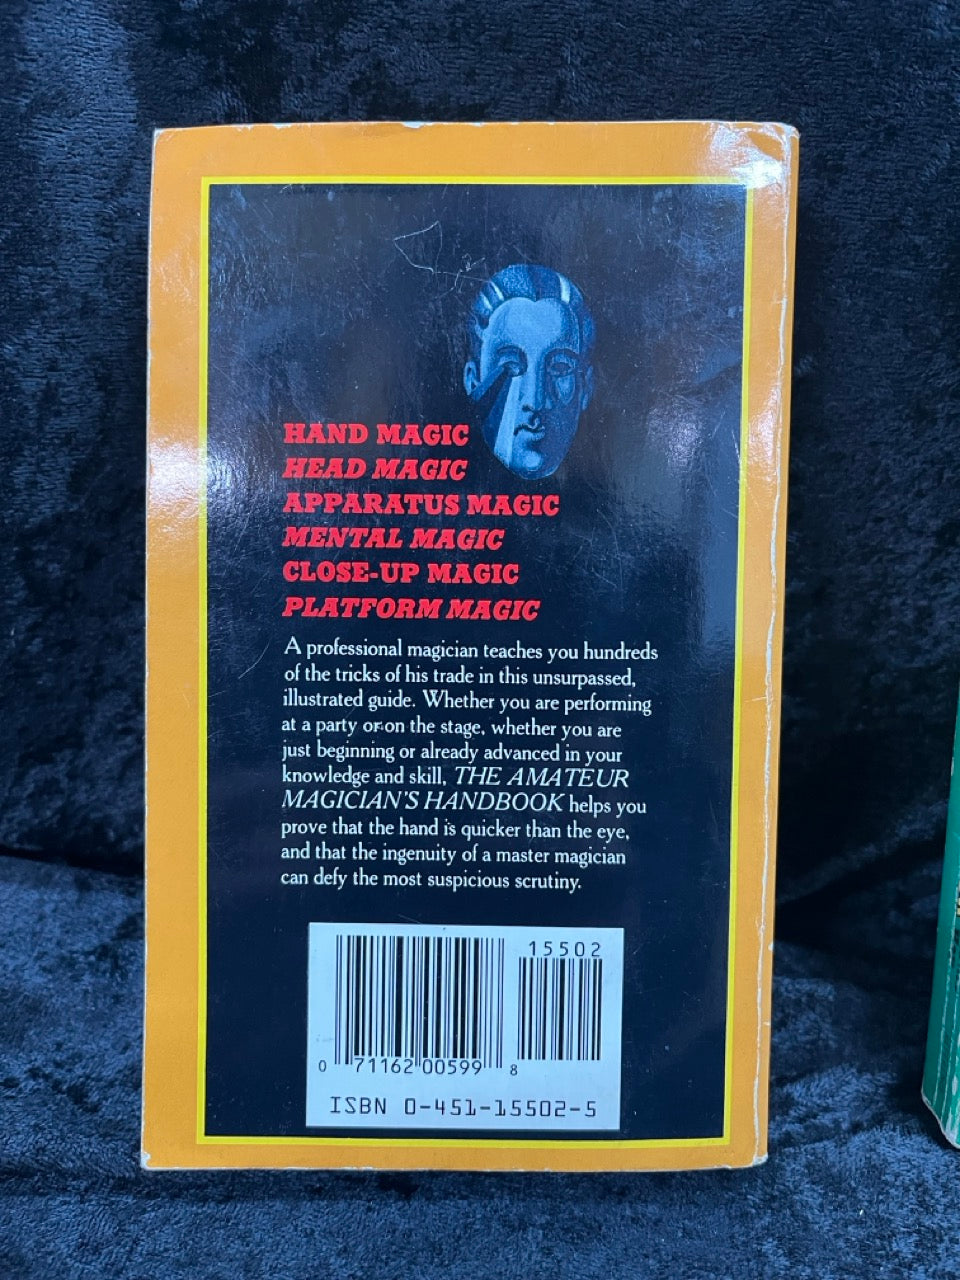 HAND MAGIC
HEAD MAGIC
APPARATUS MAGIC
MENTAL MAGIC
CLOSE-UP MAGIC
PLATFORM MAGIC
A professional magician teaches you hundreds
of the tricks of his trade in this unsurpassed,
illustrated guide. Whether you are performing
at a party or on the stage, whether you are
just beginning or already advanced in your
knowledge and skill, THE AMATEUR
MAGICIAN'S HANDBOOK helps you
prove that the hand is quicker than the eye,
and that the ingenuity of a master magician
can defy the most suspicious scrutiny.
15502
0 71162 00599 8
ISBN 0-451-15502-5